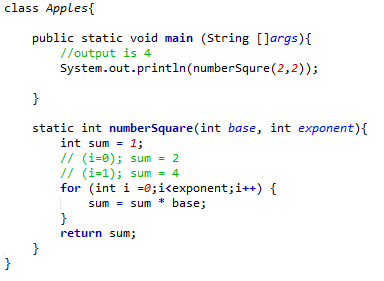 class Apples{
public static void main (String []args){
//output is 4
System.out.println(numberSqure(2,2));
}
static int numberSquare(int base, int exponent){
int sum = 1;
// (i=0); sum = 2
// (i=1); sum = 4
for (int i =0;i<exponent;i++) {
sum = sum * base;
}
return sum;
}
}